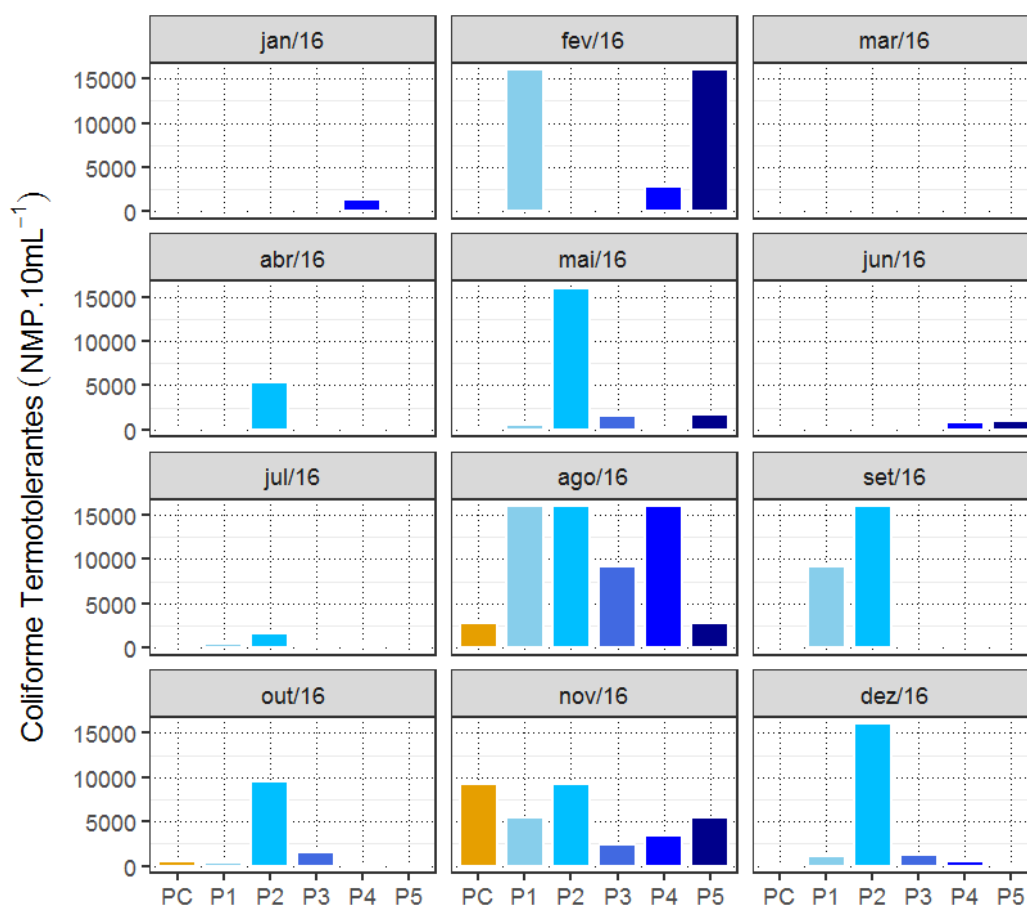 Coliforme Termotolerantes (NMP.10mL⁻¹)
jan/16 fev/16 mar/16
15000
10000
5000
0
abr/16 mai/16 jun/16
15000
10000
5000
0
jul/16 ago/16 set/16
15000
10000
5000
0
out/16 nov/16 dez/16
15000
10000
5000
0
PC P1 P2 P3 P4 P5 PC P1 P2 P3 P4 P5 PC P1 P2 P3 P4 P5